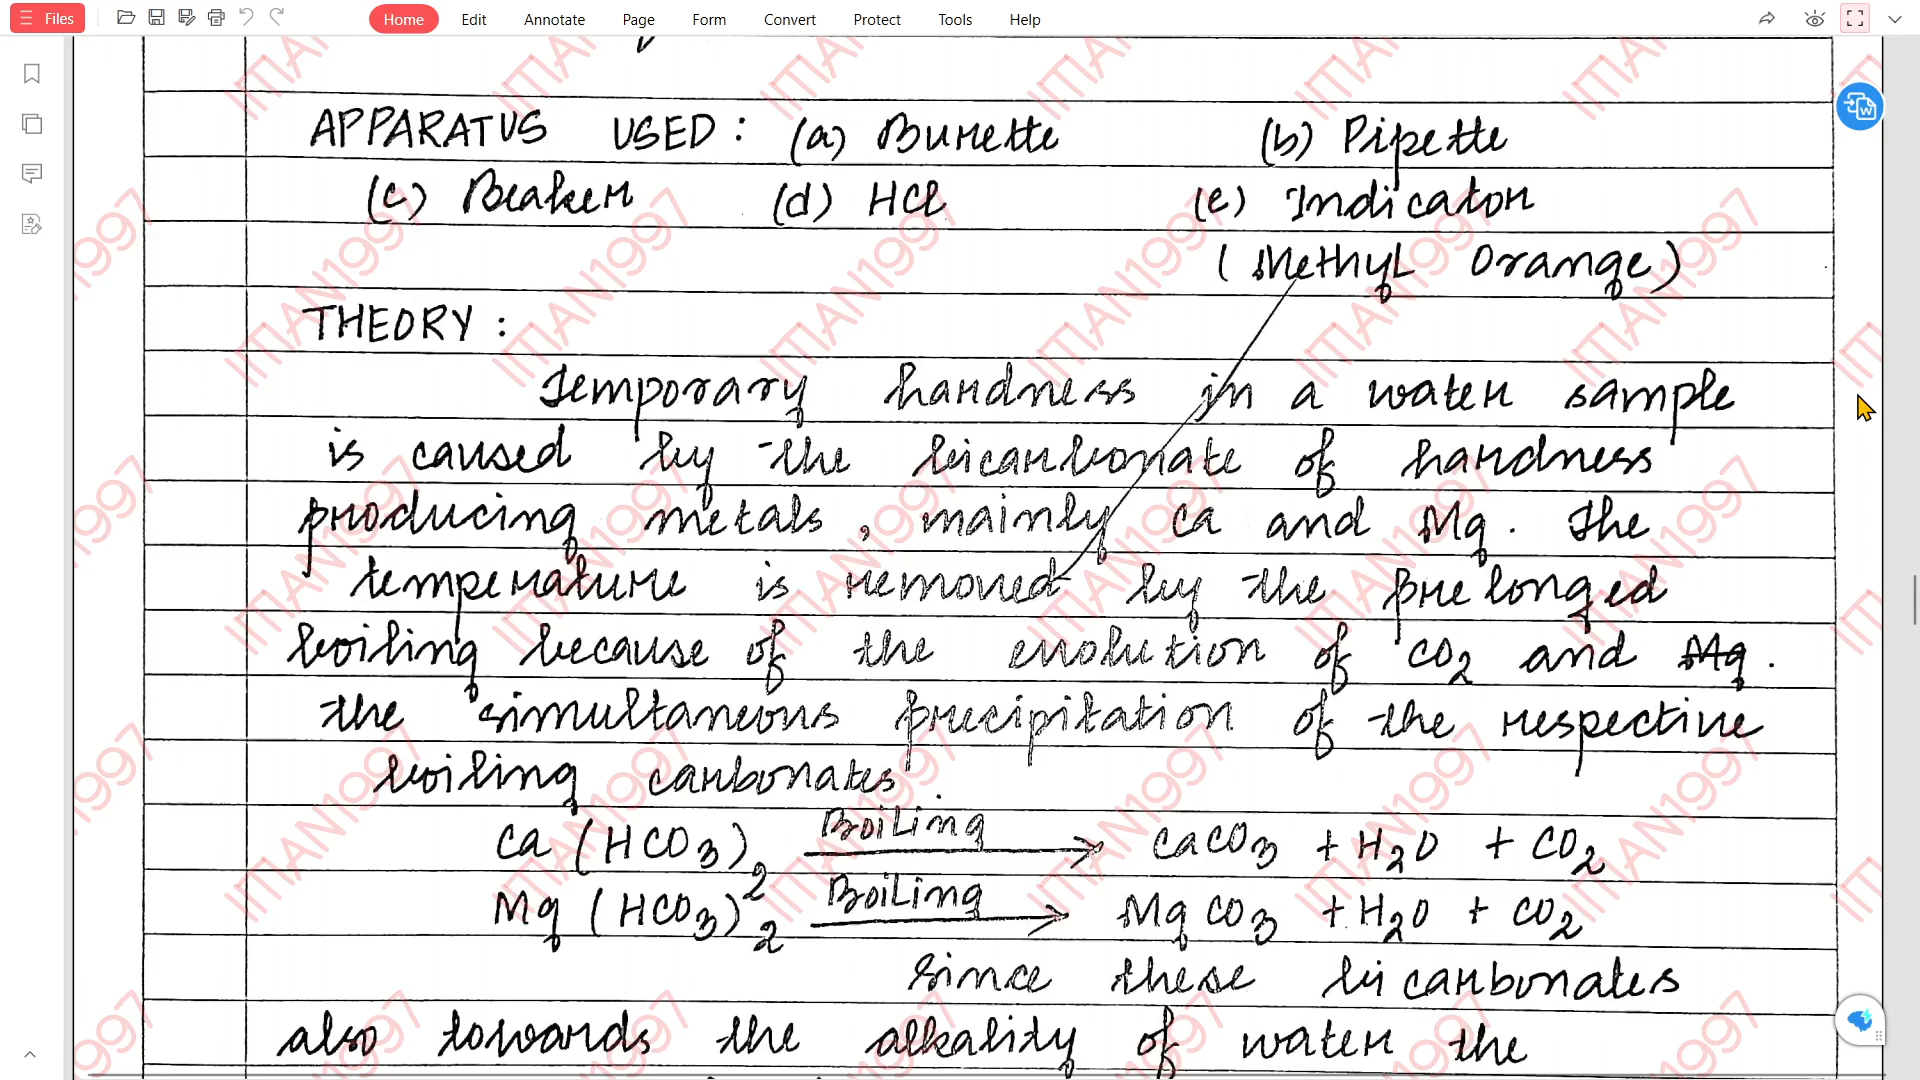 Files
Home Edit Annotate Page Form Convert Protect Tools Help
APPARATUS USED : (a) Burette (b) Pipette
(c) Beaker (d) HCl (e) Indicator
(Methyl Orange)
THEORY :
Temporary hardness in a water sample
is caused by the bicarbonate of hardness
producing metals, mainly Ca and Mg. The
temperature is removed by the prelonged
boiling because of the evolution of CO2 and Mg.
the simultaneous precipitation of the respective
boiling carbonates
Ca(HCO3)2 Boiling → CaCO3 + H2O + CO2
Mg(HCO3)2 Boiling → MgCO3 + H2O + CO2
Since these bicarbonates
also towards the alkality of water the
IMAN1997